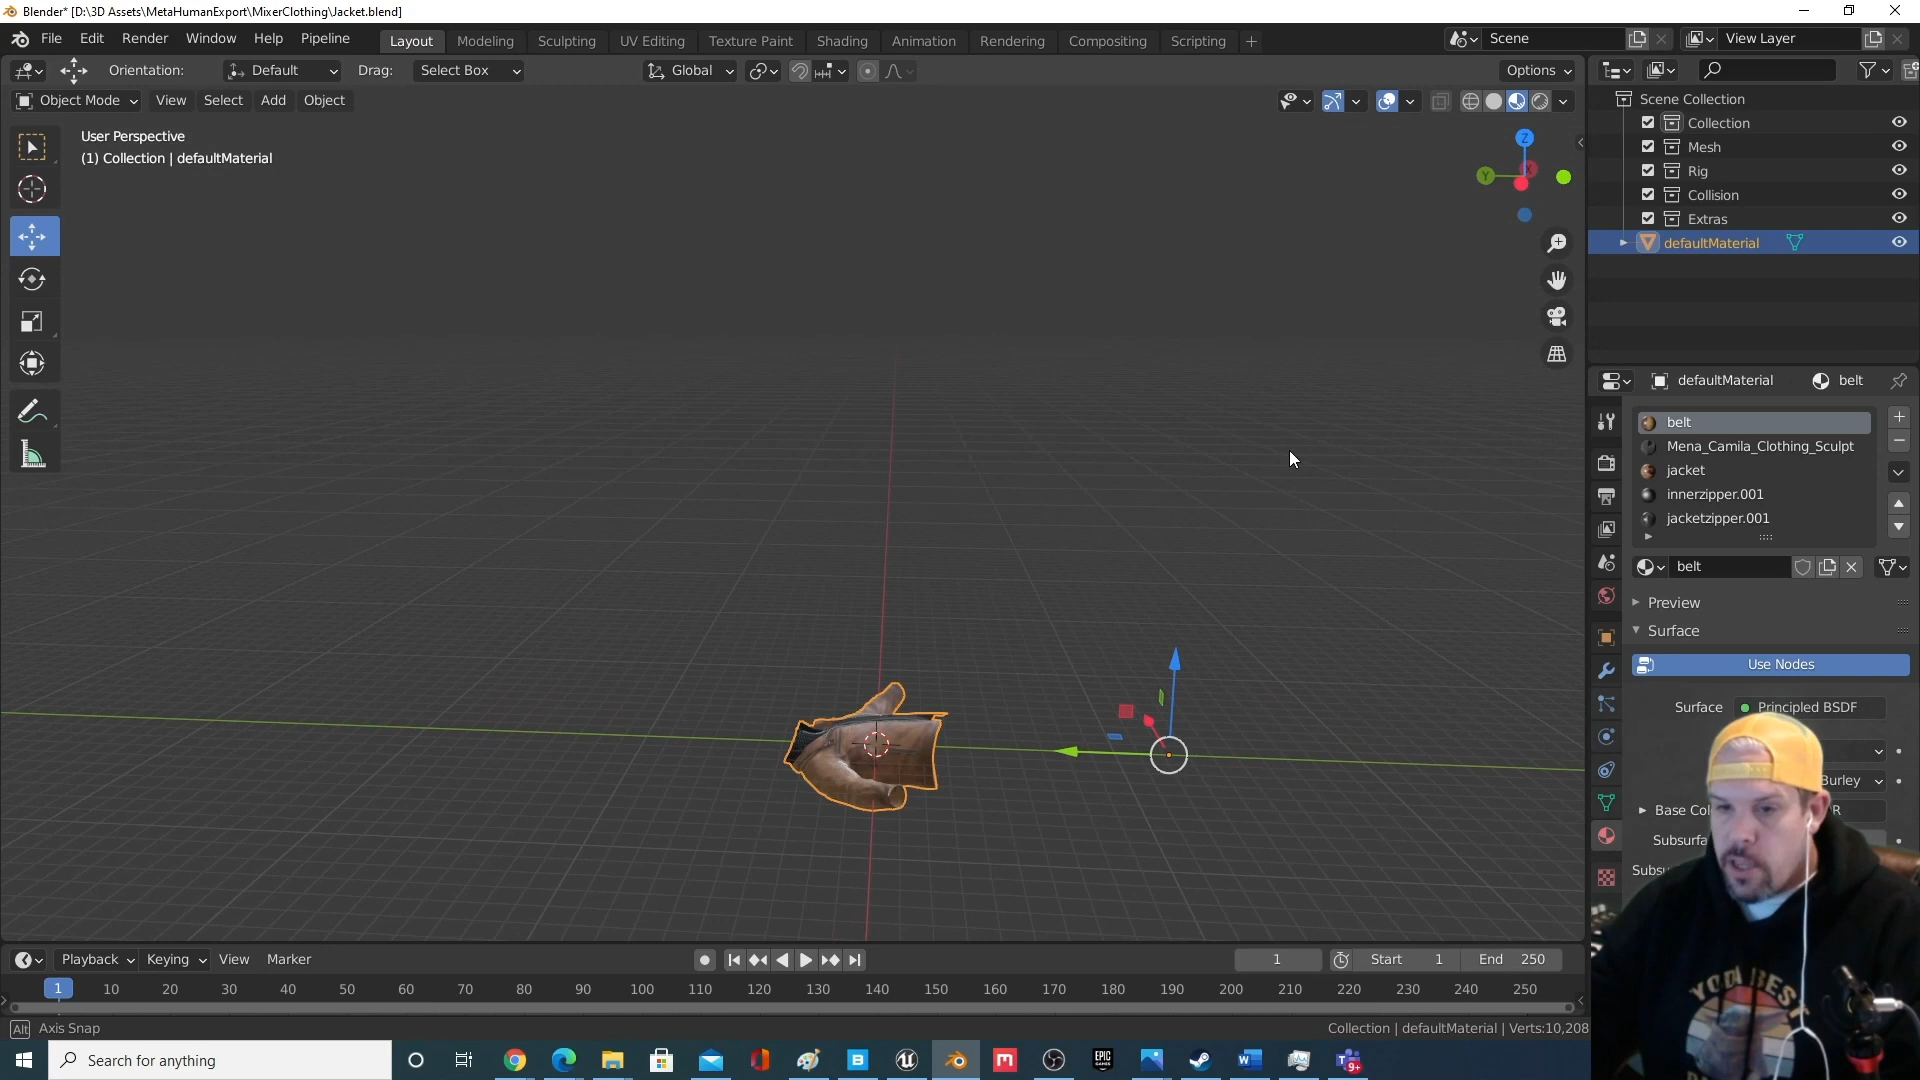 Blender* [D:\3D Assets\MetaHumanExport\MixerClothing\Jacket.blend]
File Edit Render Window Help Pipeline
Layout Modeling Sculpting UV Editing Texture Paint Shading Animation Rendering Compositing Scripting +
Scene
View Layer
Orientation: Default Drag: Select Box
Global
Options
Object Mode View Select Add Object
User Perspective
(1) Collection | defaultMaterial
Z
Y
X
Scene Collection
Collection
Mesh
Rig
Collision
Extras
defaultMaterial
defaultMaterial belt
belt
Mena_Camila_Clothing_Sculpt
jacket
innerzipper.001
jacketzipper.001
belt
Preview
Surface
Use Nodes
Surface Principled BSDF
Burley
Base Col
R
Subsurfa
Subsu
YOU'A BEST
Playback Keying View Marker
1 Start 1 End 250
1 10 20 30 40 50 60 70 80 90 100 110 120 130 140 150 160 170 180 190 200 210 220 230 240 250
Alt Axis Snap
Collection | defaultMaterial | Verts:10,208
Search for anything
EPIC GAMES
9+